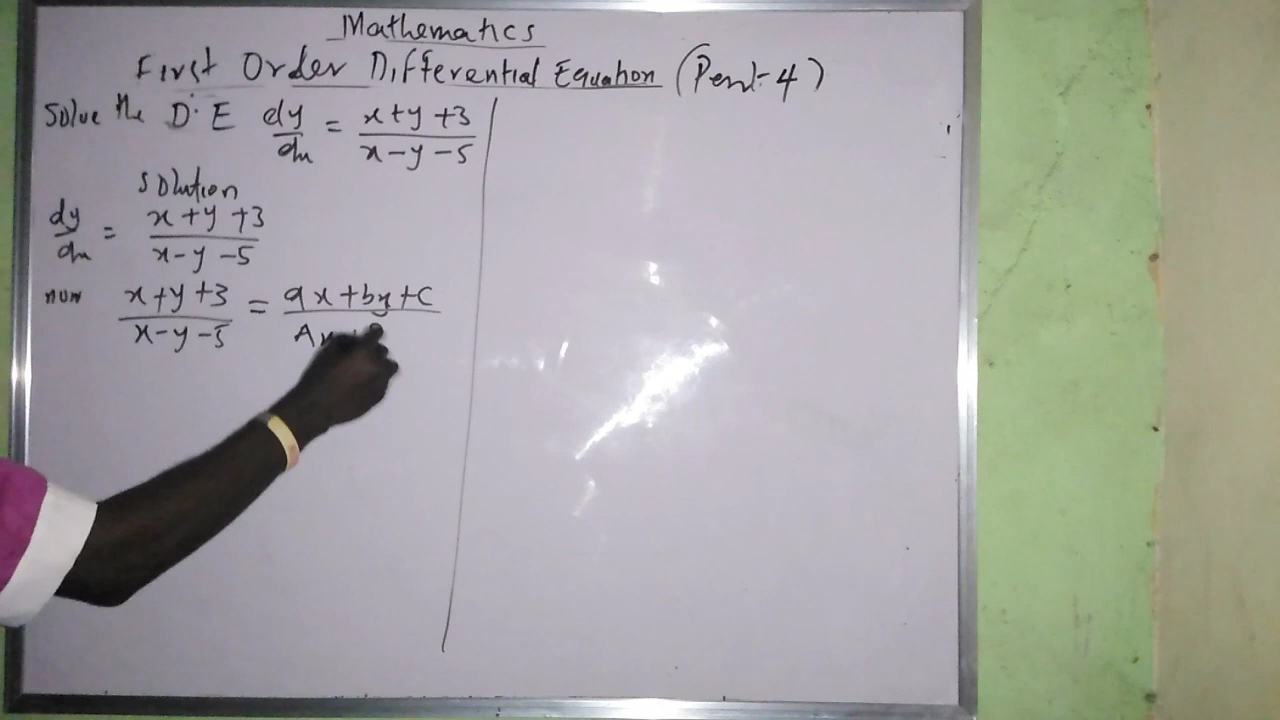 Mathematics
First Order Differential Equation (Part-4)
Solve the D.E dy/dx = x+y+3/x-y-5
Solution
dy/dx = x+y+3/x-y-5
now x+y+3/x-y-5 = ax+by+c/Ax+B